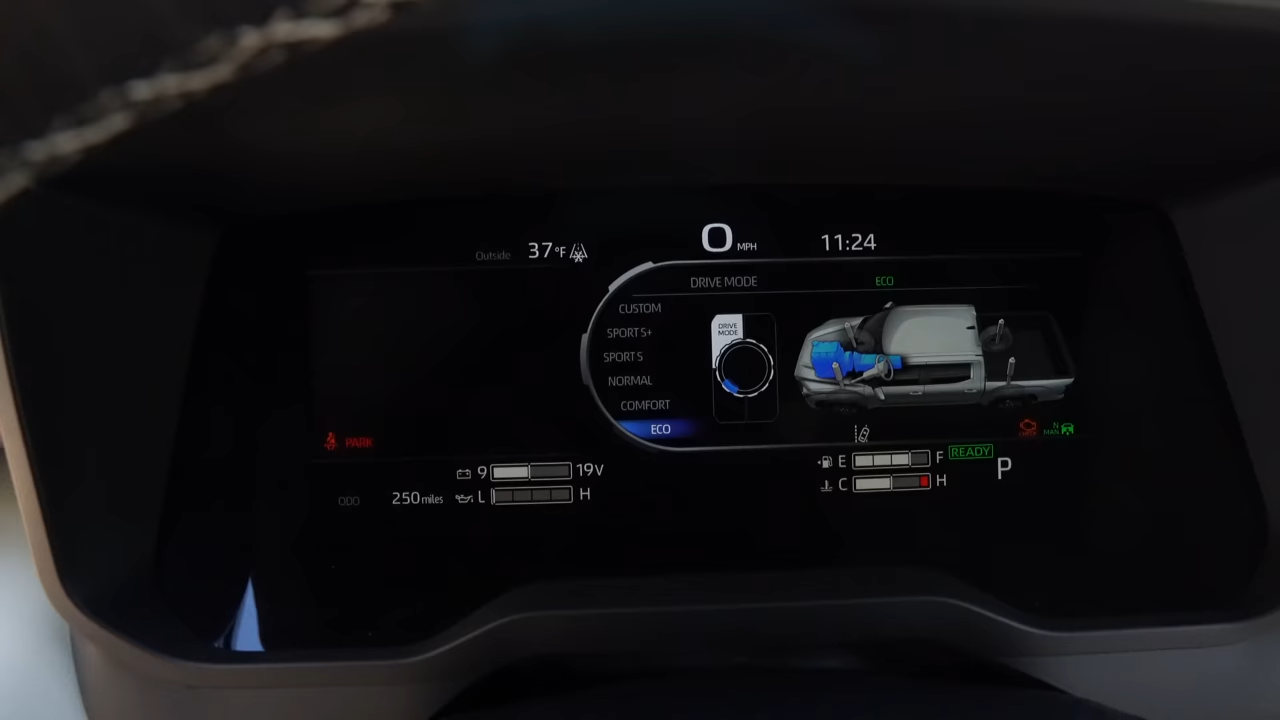 Outside 37°F
0 MPH
11:24
DRIVE MODE
ECO
CUSTOM
SPORT S+
SPORT S
NORMAL
COMFORT
ECO
DRIVE
MODE
PARK
9 19V
ODO 250 miles
L H
E F
READY
C H
P
N
MAN